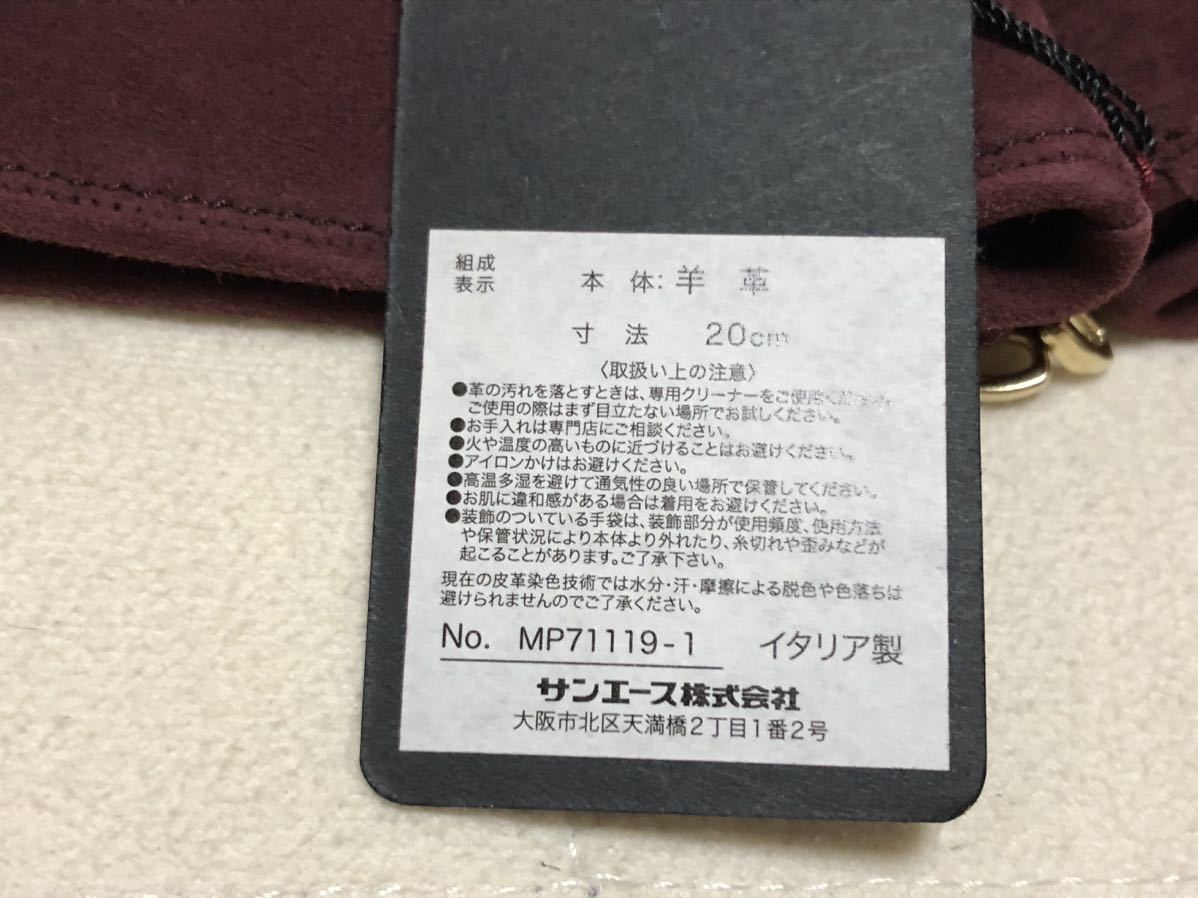 組成
表示
本 体: 羊 革
寸 法 20cm
〈取扱い上の注意〉
●革の汚れを落とすときは、専用クリーナーをご使用ください。
ご使用の際はまず目立たない場所でお試しください。
●お手入れは専門店にご相談ください。
●火や温度の高いものに近づけることはお避けください。
●アイロンかけはお避けください。
●高温多湿を避けて通気性の良い場所で保管してください。
●お肌に違和感がある場合は着用をお避けください。
●装飾のついている手袋は、装飾部分が使用頻度、使用方法
や保管状況により本体より外れたり、糸切れや歪みなどが
起こることがあります。ご了承下さい。
現在の皮革染色技術では水分・汗・摩擦による脱色や色落ちは
避けられませんのでご了承ください。
No. MP71119-1 イタリア製
サンエース株式会社
大阪市北区天満橋2丁目1番2号